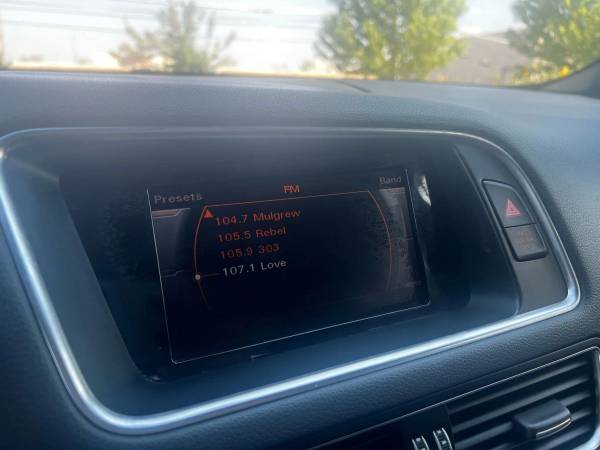 FM
Presets
Band
104.7 Mulgrew
105.5 Rebel
105.9 303
107.1 Love